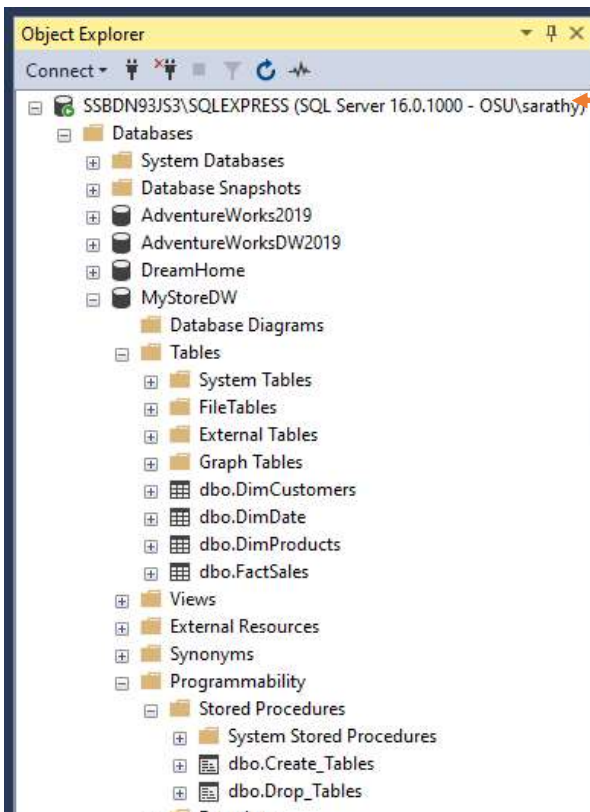 Object Explorer
Connect
SSBDN93JS3\SQLEXPRESS (SQL Server 16.0.1000 - OSU\sarathy)
Databases
System Databases
Database Snapshots
AdventureWorks2019
AdventureWorksDW2019
DreamHome
MyStoreDW
Database Diagrams
Tables
System Tables
FileTables
External Tables
Graph Tables
dbo.DimCustomers
dbo.DimDate
dbo.DimProducts
dbo.FactSales
Views
External Resources
Synonyms
Programmability
Stored Procedures
System Stored Procedures
dbo.Create_Tables
dbo.Drop_Tables